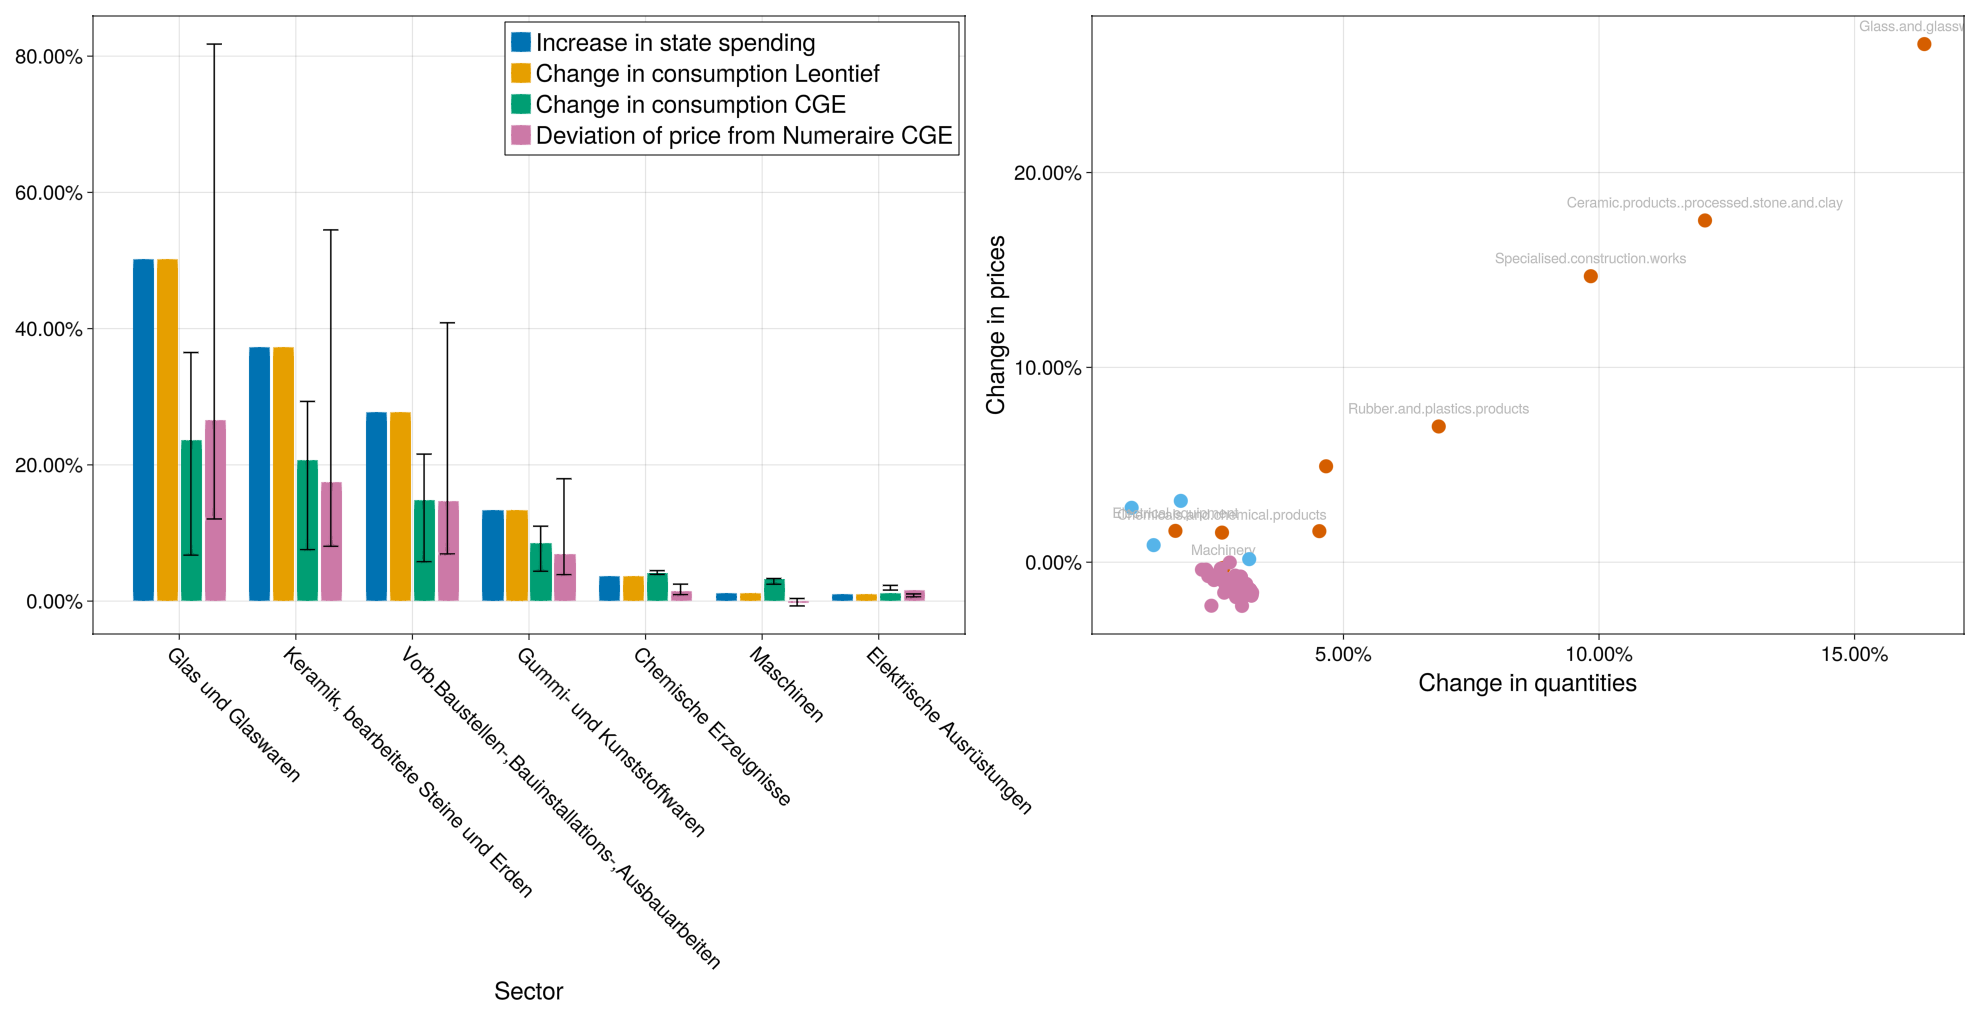 80.00%
60.00%
40.00%
20.00%
0.00%
Increase in state spending
Change in consumption Leontief
Change in consumption CGE
Deviation of price from Numeraire CGE
Glas und Glaswaren
Keramik, bearbeitete Steine und Erden
Vorb.Baustellen-,Bauinstallations-,Ausbauarbeiten
Gummi- und Kunststoffwaren
Chemische Erzeugnisse
Maschinen
Elektrische Ausrüstungen
Sector
Change in prices
20.00%
10.00%
0.00%
Glass.and.glassw
Ceramic.products..processed.stone.and.clay
Specialised.construction.works
Rubber.and.plastics.products
Electrical.equipment
Chemicals.and.chemical.products
Machinery
5.00%
10.00%
15.00%
Change in quantities